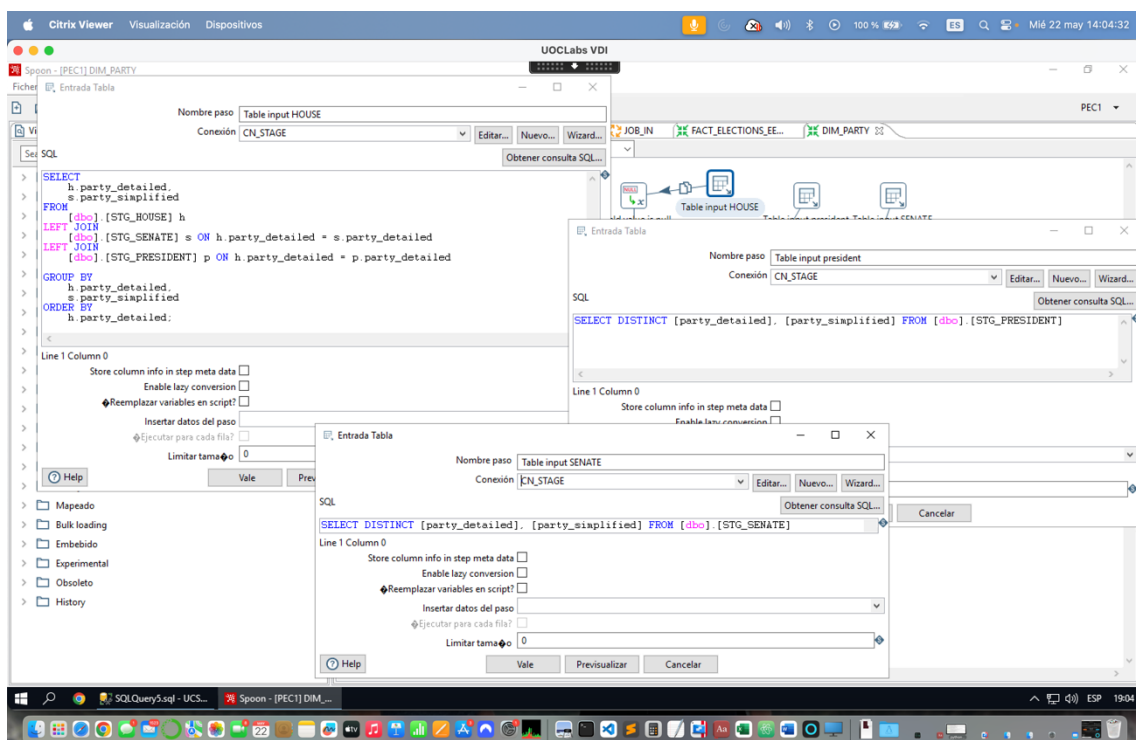 Citrix Viewer Visualización Dispositivos
100 %
ES
Mié 22 may 14:04:32
UOCLabs VDI
Spoon - [PEC1] DIM_PARTY
Fichero
PEC1
JOB_IN
FACT_ELECTIONS_EE...
DIM_PARTY
Table input HOUSE
Entrada Tabla
Nombre paso Table input HOUSE
Conexión CN_STAGE Editar... Nuevo... Wizard...
SQL Obtener consulta SQL...
SELECT
h.party_detailed,
s.party_simplified
FROM
[dbo].[STG_HOUSE] h
LEFT JOIN
[dbo].[STG_SENATE] s ON h.party_detailed = s.party_detailed
LEFT JOIN
[dbo].[STG_PRESIDENT] p ON h.party_detailed = p.party_detailed
GROUP BY
h.party_detailed,
s.party_simplified
ORDER BY
h.party_detailed;
Line 1 Column 0
Store column info in step meta data
Enable lazy conversion
�Reemplazar variables en script?
Insertar datos del paso
�Ejecutar para cada fila?
Limitar tama�o 0
Help Vale Prev
Entrada Tabla
Nombre paso Table input president
Conexión CN_STAGE Editar... Nuevo... Wizard...
SQL Obtener consulta SQL...
SELECT DISTINCT [party_detailed], [party_simplified] FROM [dbo].[STG_PRESIDENT]
Line 1 Column 0
Store column info in step meta data
Enable lazy conversion
Cancelar
Entrada Tabla
Nombre paso Table input SENATE
Conexión CN_STAGE Editar... Nuevo... Wizard...
SQL Obtener consulta SQL...
SELECT DISTINCT [party_detailed], [party_simplified] FROM [dbo].[STG_SENATE]
Line 1 Column 0
Store column info in step meta data
Enable lazy conversion
�Reemplazar variables en script?
Insertar datos del paso
�Ejecutar para cada fila?
Limitar tama�o 0
Help Vale Previsualizar Cancelar
Mapeado
Bulk loading
Embebido
Experimental
Obsoleto
History
SQLQuery5.sql - UCS... Spoon - [PEC1] DIM_...
ESP 19:04